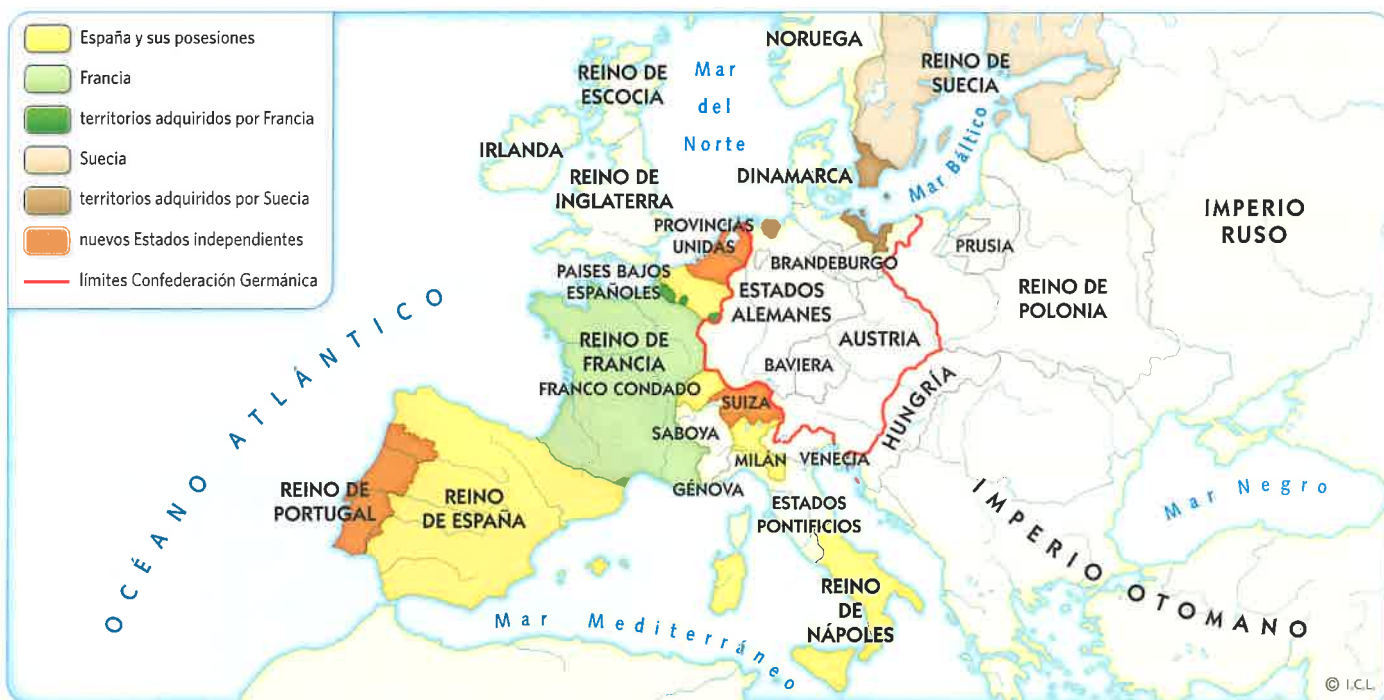 España y sus posesiones
Francia
territorios adquiridos por Francia
Suecia
territorios adquiridos por Suecia
nuevos Estados independientes
límites Confederación Germánica
NORUEGA
REINO DE
SUECIA
REINO DE
ESCOCIA
Mar
del
Norte
Mar Báltico
IRLANDA
REINO DE
INGLATERRA
DINAMARCA
IMPERIO
RUSO
PROVINCIAS
UNIDAS
PRUSIA
BRANDEBURGO
PAISES BAJOS
ESPAÑOLES
ESTADOS
ALEMANES
REINO DE
POLONIA
OCÉANO ATLÁNTICO
REINO DE
FRANCIA
AUSTRIA
BAVIERA
FRANCO CONDADO
SUIZA
HUNGRÍA
SABOYA
MILÁN
VENECIA
GÉNOVA
REINO DE
PORTUGAL
REINO
DE ESPAÑA
ESTADOS
PONTIFICIOS
Mar Negro
IMPERIO OTOMANO
REINO
DE
NÁPOLES
Mar Mediterráneo
© I.C.L.